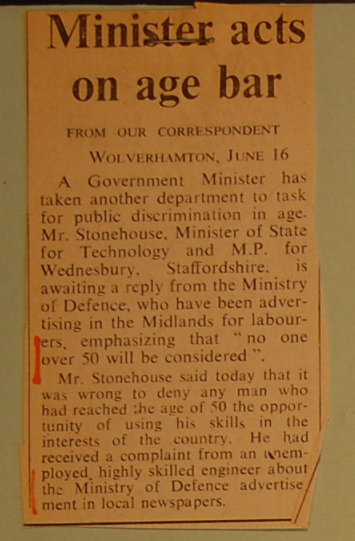 Minister acts
on age bar
FROM OUR CORRESPONDENT
WOLVERHAMTON, JUNE 16
A Government Minister has
taken another department to task
for public discrimination in age.
Mr. Stonehouse, Minister of State
for Technology and M.P. for
Wednesbury, Staffordshire, is
awaiting a reply from the Ministry
of Defence, who have been adver-
tising in the Midlands for labour-
ers, emphasizing that “ no one
over 50 will be considered ”.
Mr. Stonehouse said today that it
was wrong to deny any man who
had reached the age of 50 the oppor-
tunity of using his skills in the
interests of the country. He had
received a complaint from an unem-
ployed, highly skilled engineer about
the Ministry of Defence advertise
ment in local newspapers.